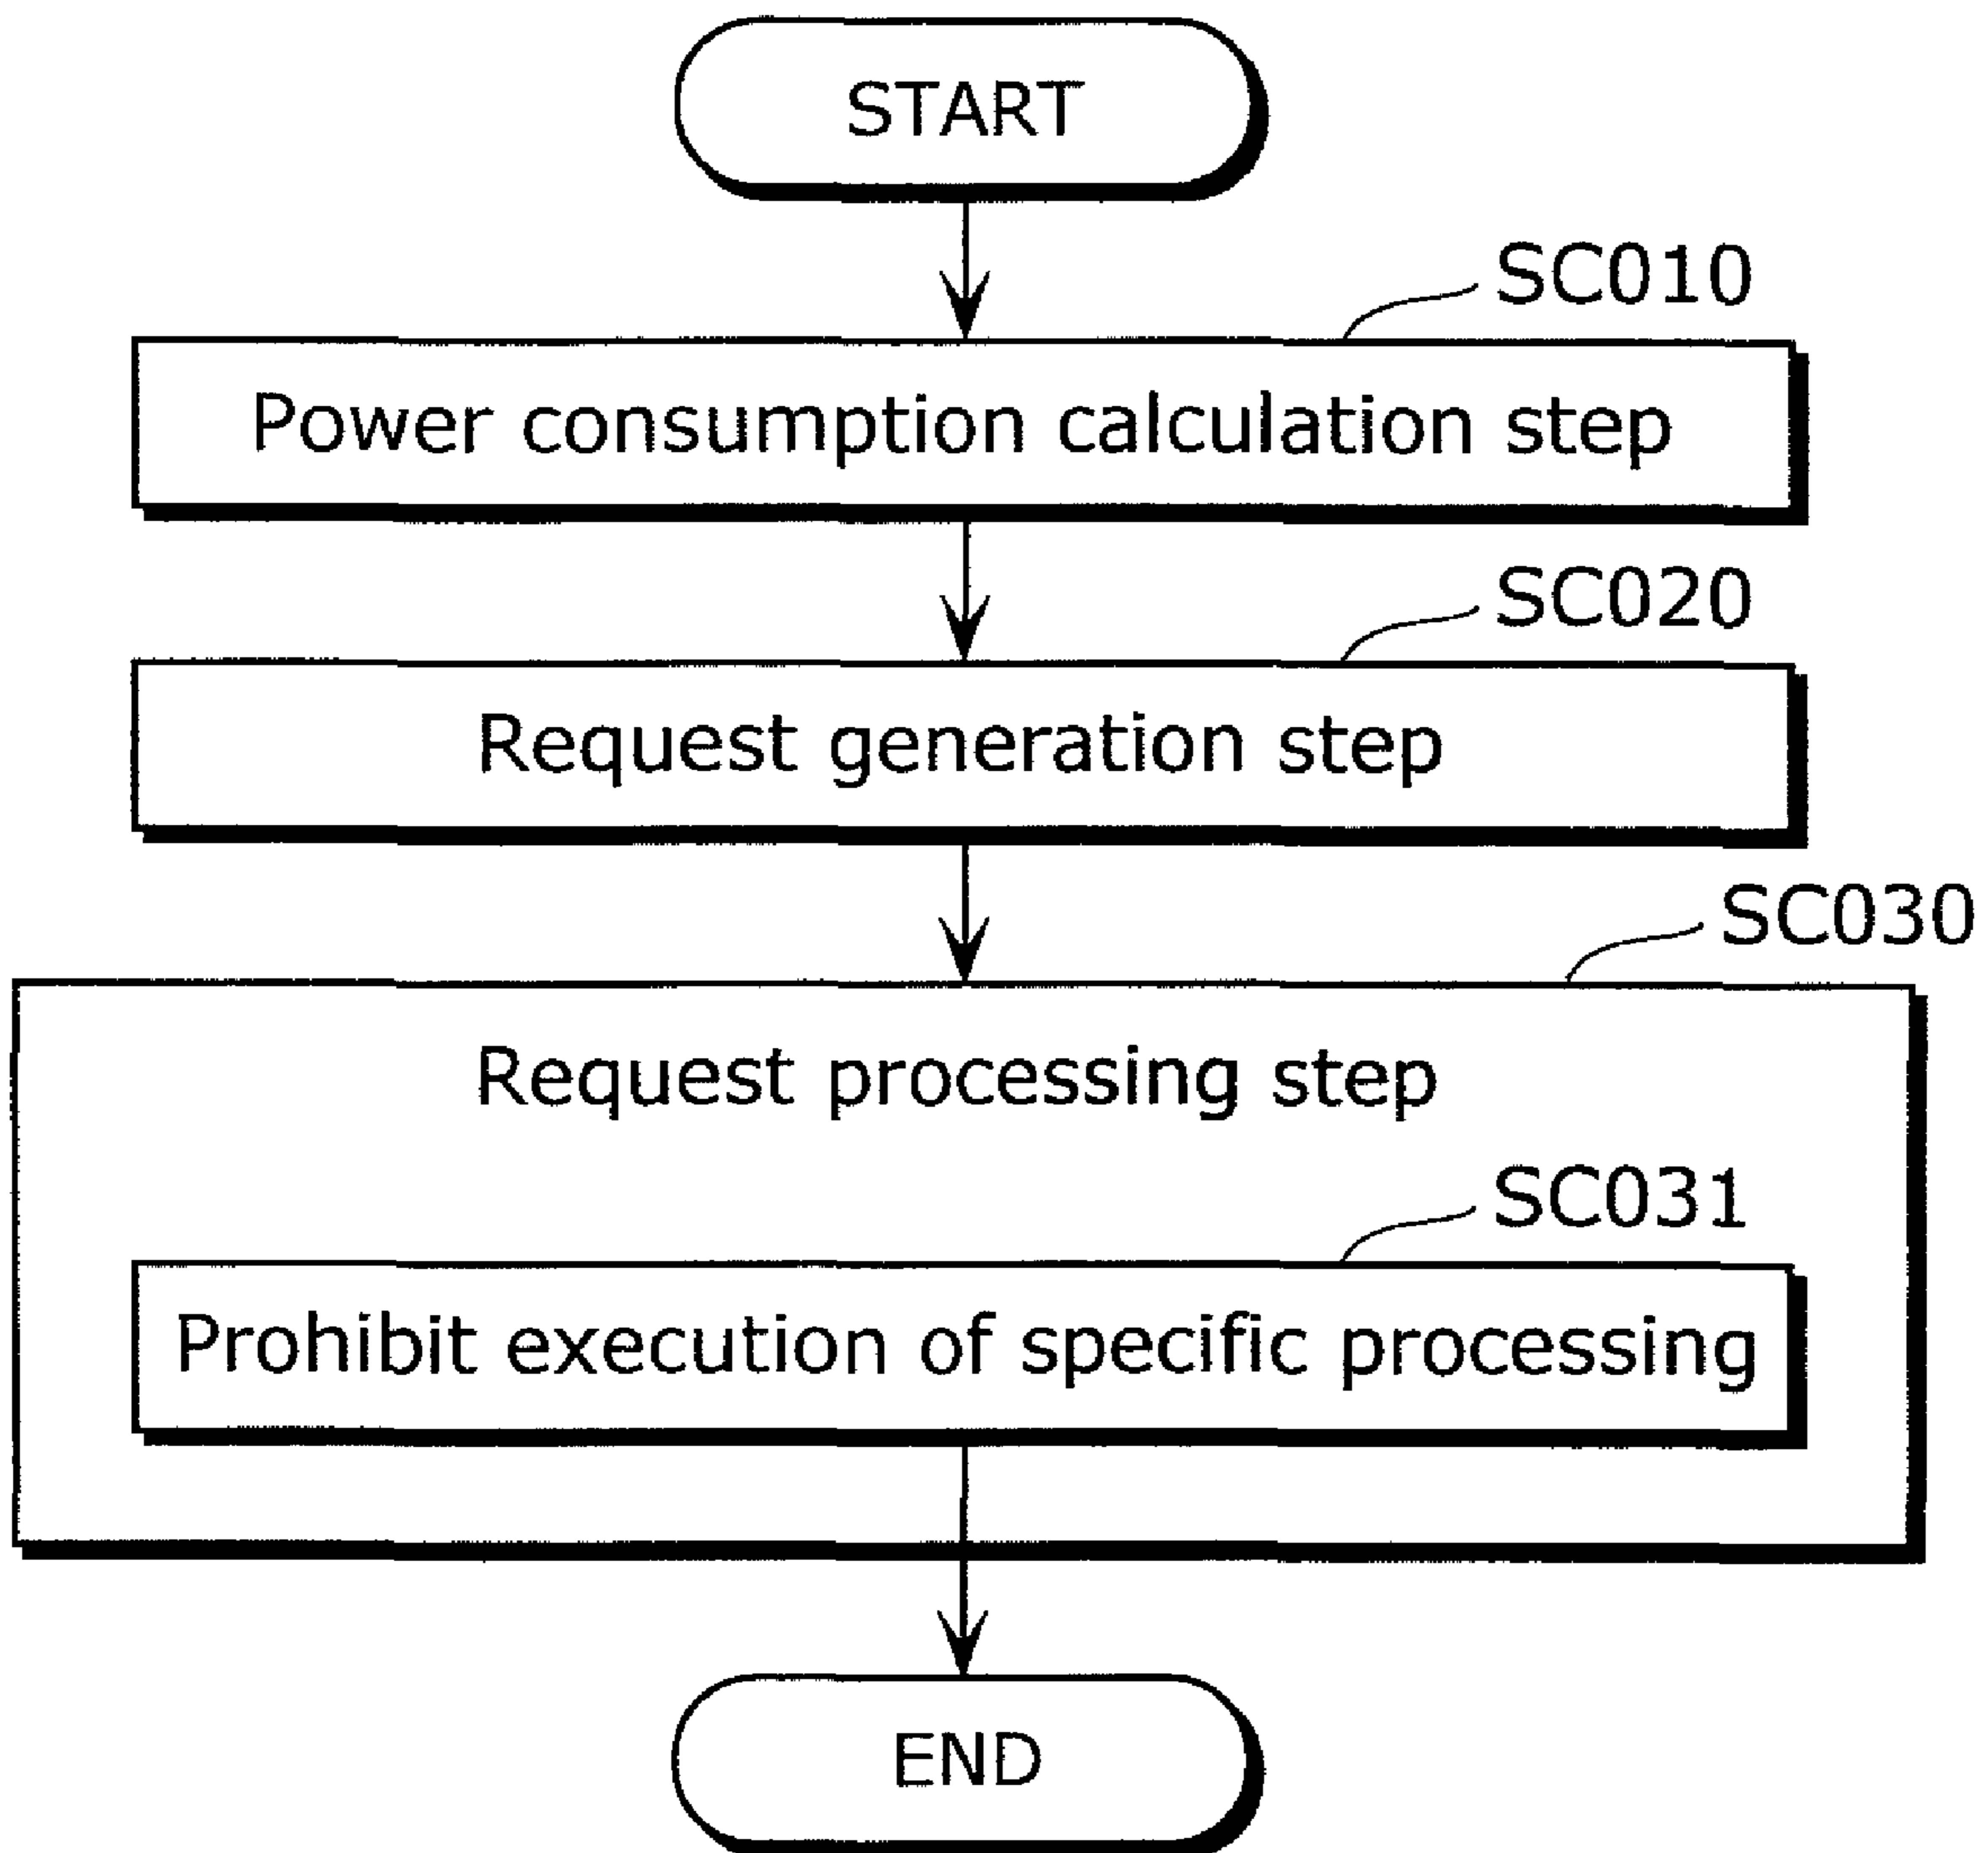 START
SC010
Power consumption calculation step
SC020
Request generation step
SC030
Request processing step
SC031
Prohibit execution of specific processing
END